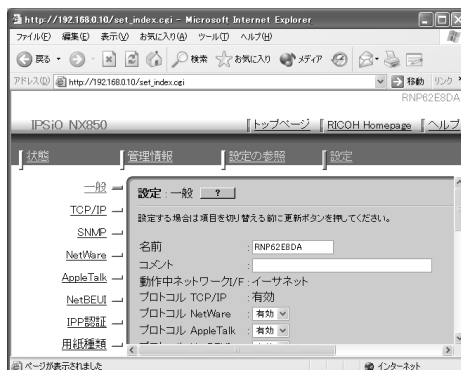 http://192.168.0.10/set_index.cgi - Microsoft Internet Explorer
ファイル(F) 編集(E) 表示(V) お気に入り(A) ツール(T) ヘルプ(H)
戻る 検索 お気に入り メディア
アドレス(D) http://192.168.0.10/set_index.cgi 移動 リンク
RNP62E8DA
IPSiO NX850 [トップページ [RICOH Homepage [ヘルプ
[状態 [管理情報 [設定の参照 [設定
一般
TCP/IP
SNMP
NetWare
AppleTalk
NetBEUI
IPP認証
用紙種類
設定:一般 ?
設定する場合は項目を切り替える前に更新ボタンを押してください。
名前 : RNP62E8DA
コメント :
動作中ネットワークI/F : イーサネット
プロトコル TCP/IP : 有効
プロトコル NetWare : 有効
プロトコル AppleTalk : 有効
ページが表示されました インターネット